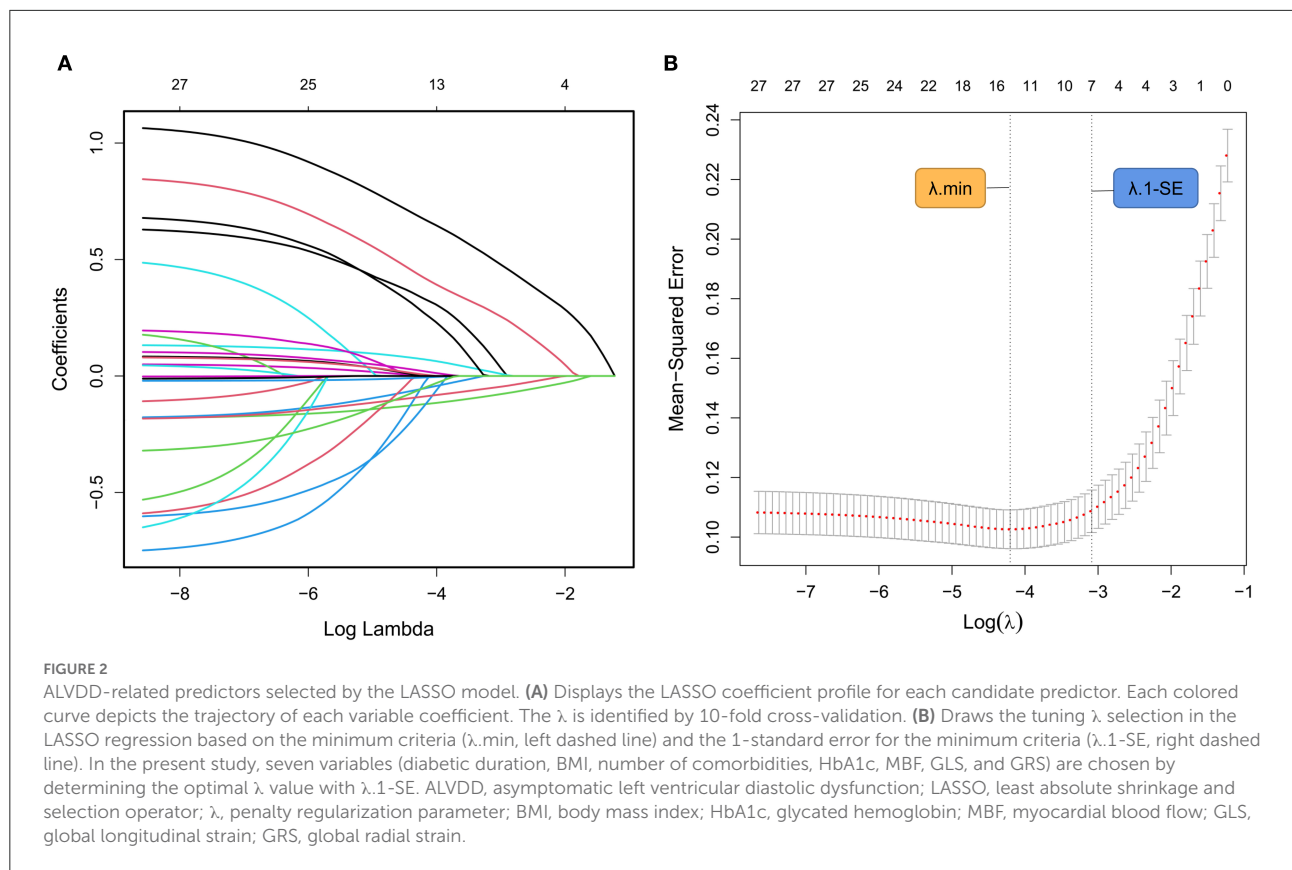 A
27 25 13 4
1.0
0.5
0.0
−0.5
Coefficients
−8 −6 −4 −2
Log Lambda
B
27 27 27 25 24 22 18 16 11 10 7 4 4 3 1 0
0.24
0.22
0.20
0.18
0.16
0.14
0.12
0.10
Mean−Squared Error
λ.min
λ.1-SE
−7 −6 −5 −4 −3 −2 −1
Log(λ)
FIGURE 2
ALVDD-related predictors selected by the LASSO model. (A) Displays the LASSO coefficient profile for each candidate predictor. Each colored
curve depicts the trajectory of each variable coefficient. The λ is identified by 10-fold cross-validation. (B) Draws the tuning λ selection in the
LASSO regression based on the minimum criteria (λ.min, left dashed line) and the 1-standard error for the minimum criteria (λ.1-SE, right dashed
line). In the present study, seven variables (diabetic duration, BMI, number of comorbidities, HbA1c, MBF, GLS, and GRS) are chosen by
determining the optimal λ value with λ.1-SE. ALVDD, asymptomatic left ventricular diastolic dysfunction; LASSO, least absolute shrinkage and
selection operator; λ, penalty regularization parameter; BMI, body mass index; HbA1c, glycated hemoglobin; MBF, myocardial blood flow; GLS,
global longitudinal strain; GRS, global radial strain.